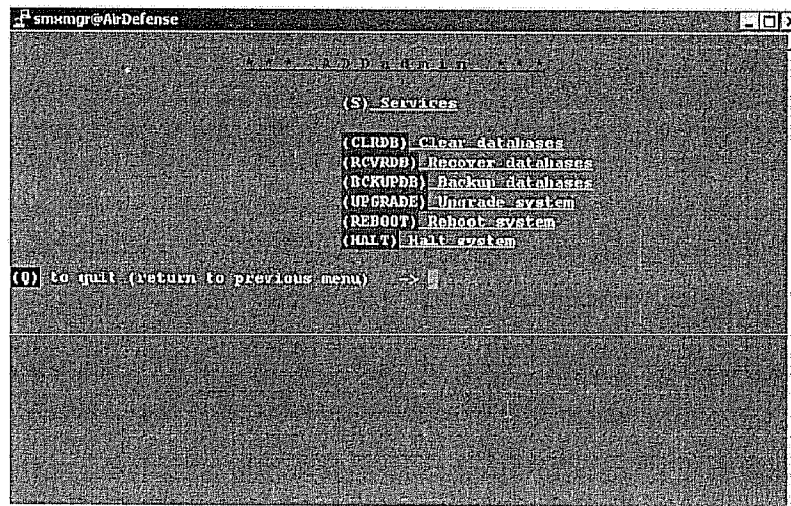 smxmgr@AirDefense
* * * ADDadmin * * *
(S) Services
(CLRDB) Clear databases
(RCVRDB) Recover databases
(BCKUPDB) Backup databases
(UPGRADE) Upgrade system
(REBOOT) Reboot system
(HALT) Halt system
(Q) to quit (return to previous menu) ->